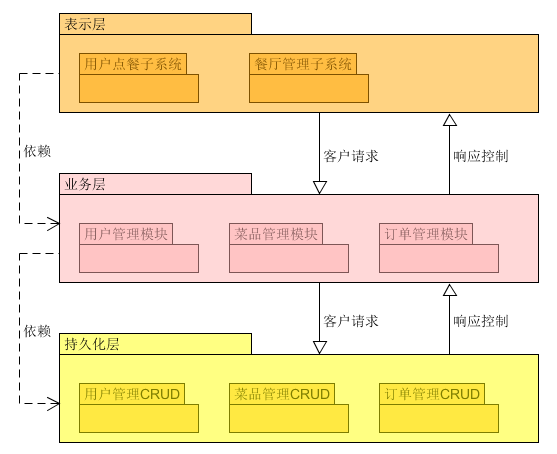 表示层
用户点餐子系统
餐厅管理子系统
依赖
客户请求
响应控制
业务层
用户管理模块
菜品管理模块
订单管理模块
依赖
客户请求
响应控制
持久化层
用户管理CRUD
菜品管理CRUD
订单管理CRUD